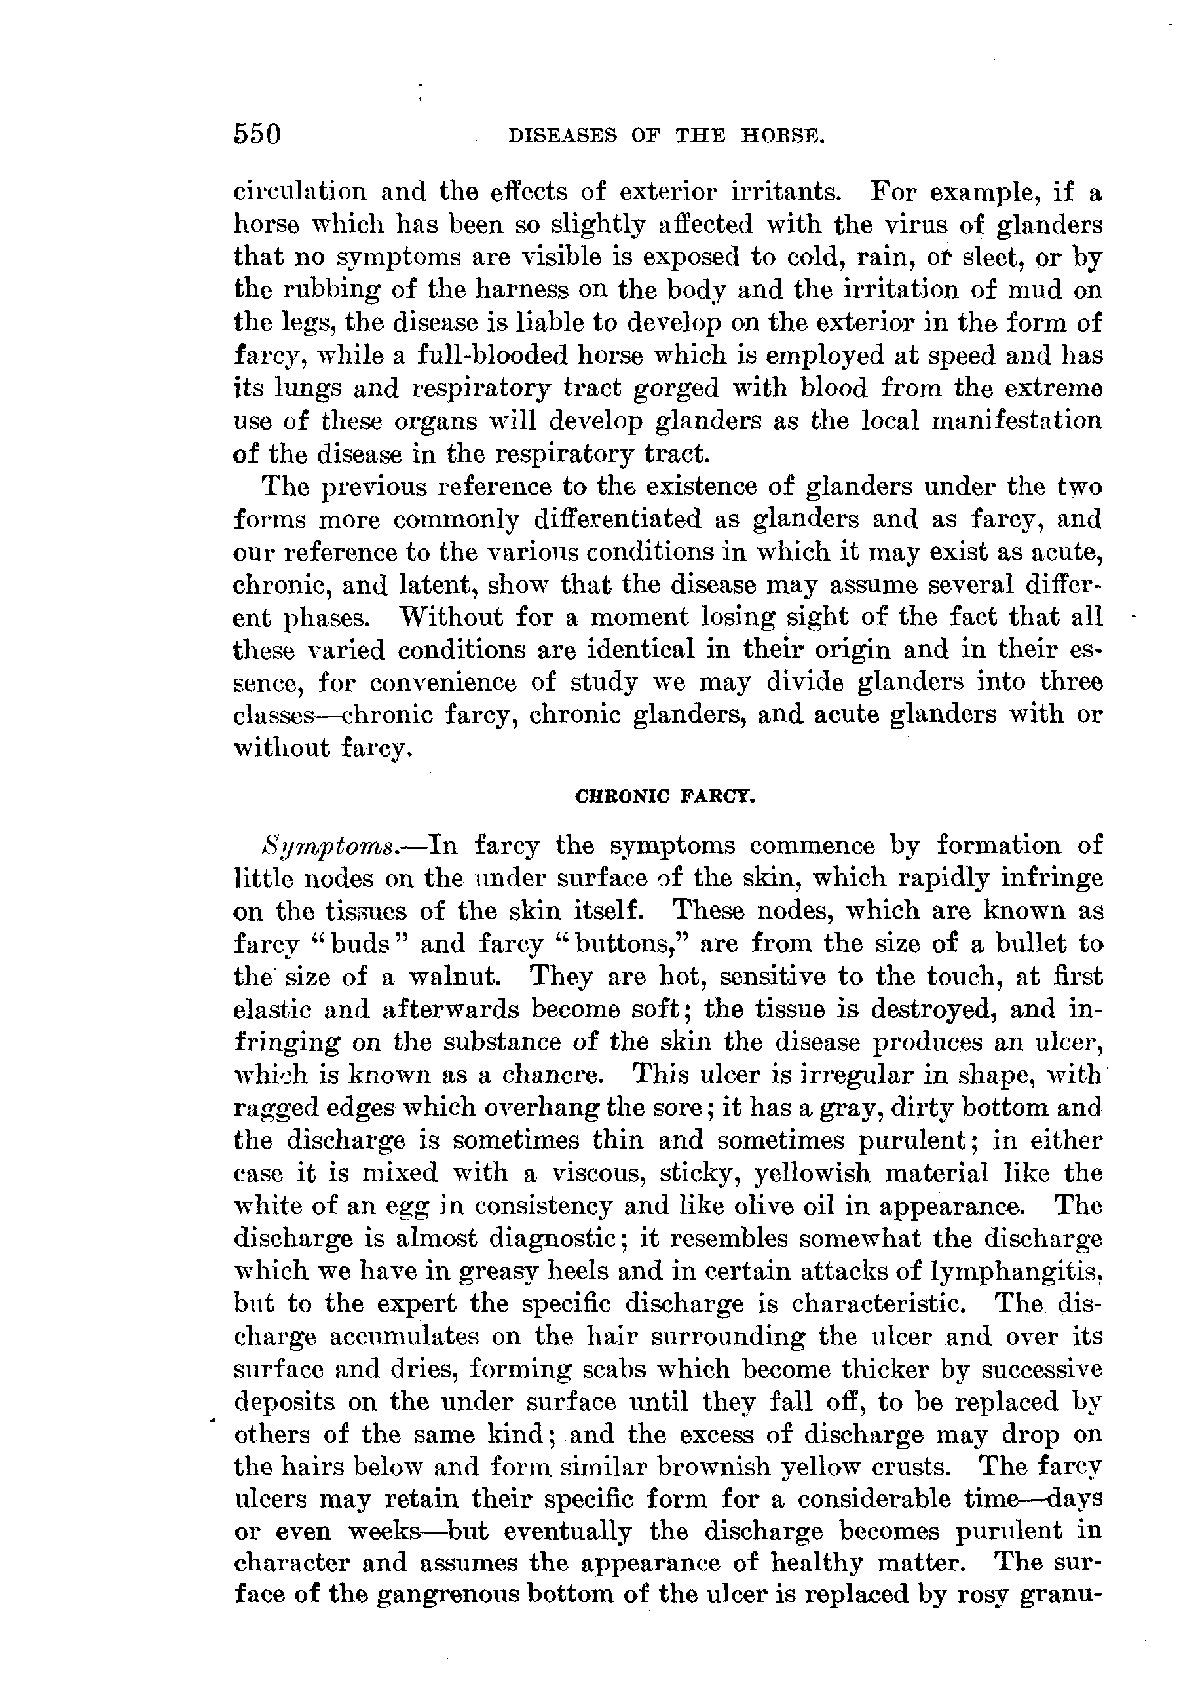 550 DISEASES OF THE HORSE.
circulation and the effects of exterior irritants. For example, if a
horse which has been so slightly affected with the virus of glanders
that no symptoms are visible is exposed to cold, rain, or sleet, or by
the rubbing of the harness on the body and the irritation of mud on
the legs, the disease is liable to develop on the exterior in the form of
farcy, while a full-blooded horse which is employed at speed and has
its lungs and respiratory tract gorged with blood from the extreme
use of these organs will develop glanders as the local manifestation
of the disease in the respiratory tract.
The previous reference to the existence of glanders under the two
forms more commonly differentiated as glanders and as farcy, and
our reference to the various conditions in which it may exist as acute,
chronic, and latent, show that the disease may assume several differ-
ent phases. Without for a moment losing sight of the fact that all
these varied conditions are identical in their origin and in their es-
sence, for convenience of study we may divide glanders into three
classes—chronic farcy, chronic glanders, and acute glanders with or
without farcy.
CHRONIC FARCY.
Symptoms.—In farcy the symptoms commence by formation of
little nodes on the under surface of the skin, which rapidly infringe
on the tissues of the skin itself. These nodes, which are known as
farcy "buds" and farcy "buttons," are from the size of a bullet to
the size of a walnut. They are hot, sensitive to the touch, at first
elastic and afterwards become soft; the tissue is destroyed, and in-
fringing on the substance of the skin the disease produces an ulcer,
which is known as a chancre. This ulcer is irregular in shape, with
ragged edges which overhang the sore; it has a gray, dirty bottom and
the discharge is sometimes thin and sometimes purulent; in either
case it is mixed with a viscous, sticky, yellowish material like the
white of an egg in consistency and like olive oil in appearance. The
discharge is almost diagnostic; it resembles somewhat the discharge
which we have in greasy heels and in certain attacks of lymphangitis,
but to the expert the specific discharge is characteristic. The dis-
charge accumulates on the hair surrounding the ulcer and over its
surface and dries, forming scabs which become thicker by successive
deposits on the under surface until they fall off, to be replaced by
others of the same kind; and the excess of discharge may drop on
the hairs below and form similar brownish yellow crusts. The farcy
ulcers may retain their specific form for a considerable time—days
or even weeks—but eventually the discharge becomes purulent in
character and assumes the appearance of healthy matter. The sur-
face of the gangrenous bottom of the ulcer is replaced by rosy granu-